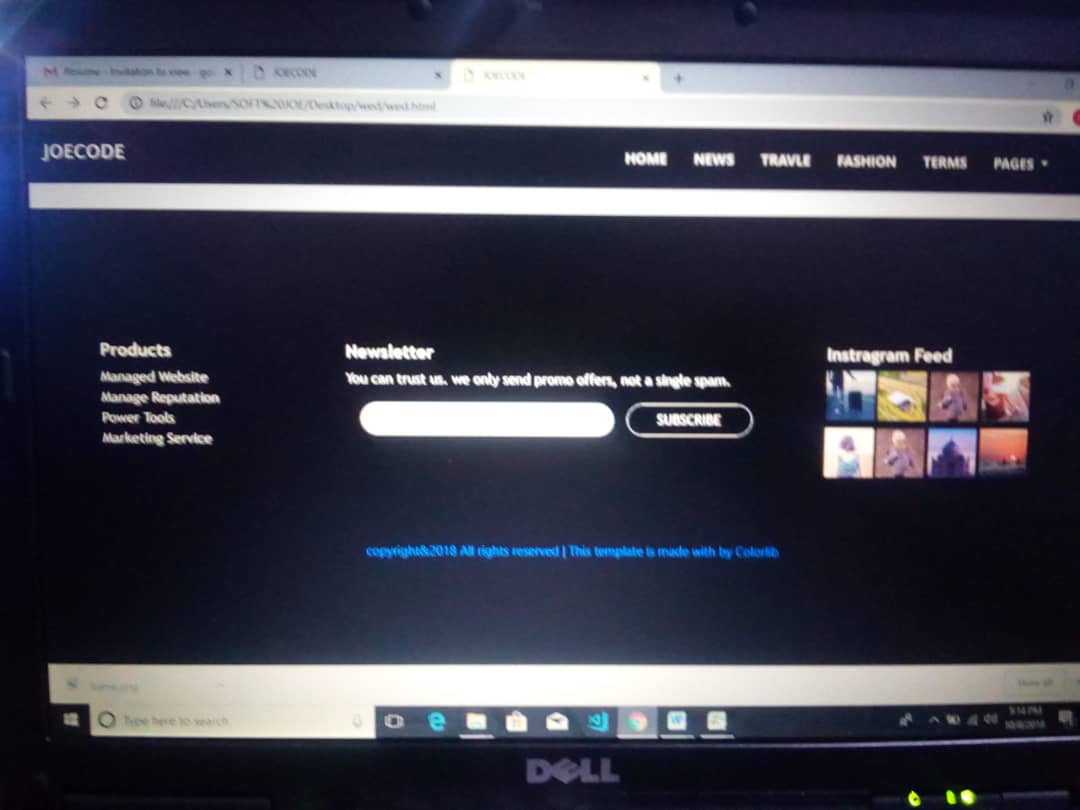 Resume - Invitation to view - go
JOECODE
JOECODE
file:///C:/Users/SOFT%20JOE/Desktop/wed/wed.html
JOECODE
HOME NEWS TRAVLE FASHION TERMS PAGES
Products
Managed Website
Manage Reputation
Power Tools
Marketing Service
Newsletter
You can trust us. we only send promo offers, not a single spam.
SUBSCRIBE
Instragram Feed
copyright&2018 All rights reserved | This template is made with by Colorlib
Show all
Type here to search
5:14 PM
10/8/2018
DELL